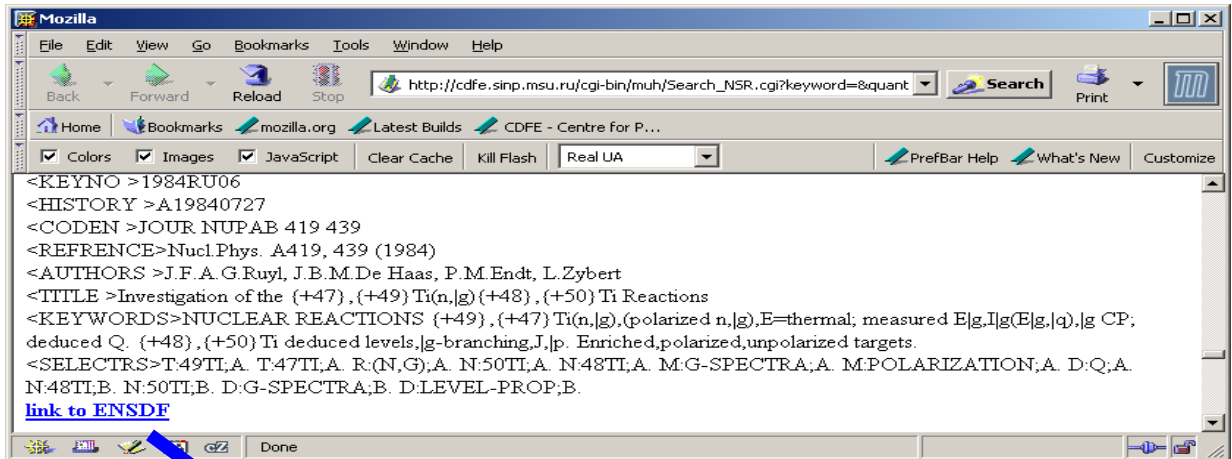 Mozilla
File Edit View Go Bookmarks Tools Window Help
Back Forward Reload Stop http://cdfe.sinp.msu.ru/cgi-bin/muh/Search_NSR.cgi?keyword=&quant Search Print
Home Bookmarks mozilla.org Latest Builds CDFE - Centre for P...
Colors Images JavaScript Clear Cache Kill Flash Real UA PrefBar Help What's New Customize
<KEYNO >1984RU06
<HISTORY >A19840727
<CODEN >JOUR NUPAB 419 439
<REFRENCE>Nucl.Phys. A419, 439 (1984)
<AUTHORS >J.F.A.G.Ruyl, J.B.M.De Haas, P.M.Endt, L.Zybert
<TITLE >Investigation of the {+47},{+49}Ti(n,|g){+48},{+50}Ti Reactions
<KEYWORDS>NUCLEAR REACTIONS {+49},{+47}Ti(n,|g),(polarized n,|g),E=thermal; measured E|g,I|g(E|g,|q),|g CP;
deduced Q. {+48},{+50}Ti deduced levels,|g-branching,J,|p. Enriched,polarized,unpolarized targets.
<SELECTRS>T:49TI;A. T:47TI;A. R:(N,G);A. N:50TI;A. N:48TI;A. M:G-SPECTRA;A. M:POLARIZATION;A. D:Q;A.
N:48TI;B. N:50TI;B. D:G-SPECTRA;B. D:LEVEL-PROP;B.
link to ENSDF
Done